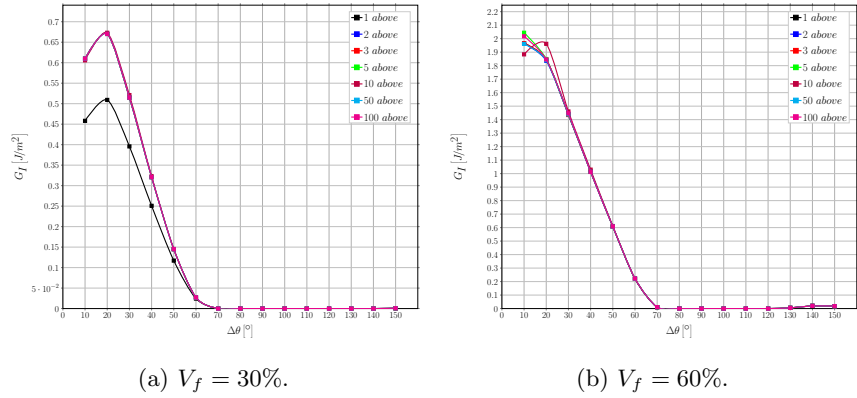 0.7
0.65
0.6
0.55
0.5
0.45
0.4
0.35
0.3
0.25
0.2
0.15
0.1
5 · 10⁻²
0
G_I [J/m²]
0 10 20 30 40 50 60 70 80 90 100 110 120 130 140 150
Δθ [°]
1 above
2 above
3 above
5 above
10 above
50 above
100 above
(a) V_f = 30%.
2.1
2
1.9
1.8
1.7
1.6
1.5
1.4
1.3
1.2
1.1
1
0.9
0.8
0.7
0.6
0.5
0.4
0.3
0.2
0.1
0
G_I [J/m²]
0 10 20 30 40 50 60 70 80 90 100 110 120 130 140 150
Δθ [°]
1 above
2 above
3 above
5 above
10 above
50 above
100 above
(b) V_f = 60%.